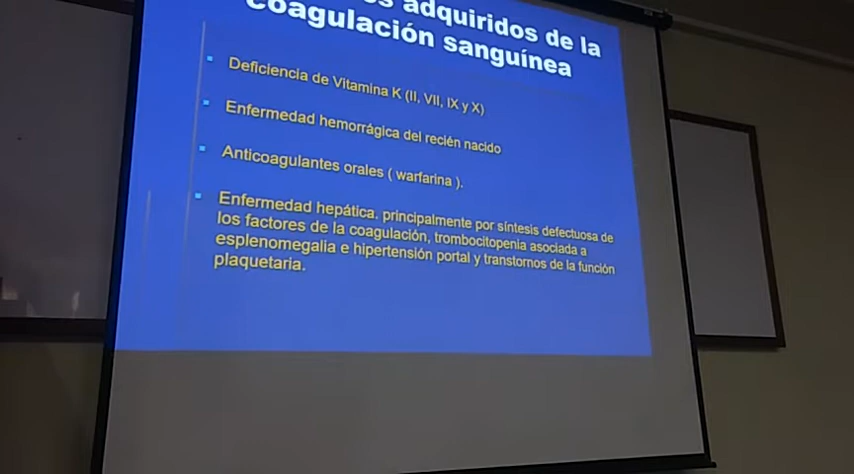 adquiridos de la
coagulación sanguínea
Deficiencia de Vitamina K (II, VII, IX y X)
Enfermedad hemorrágica del recién nacido
Anticoagulantes orales ( warfarina ).
Enfermedad hepática. principalmente por síntesis defectuosa de
los factores de la coagulación, trombocitopenia asociada a
esplenomegalia e hipertensión portal y transtornos de la función
plaquetaria.